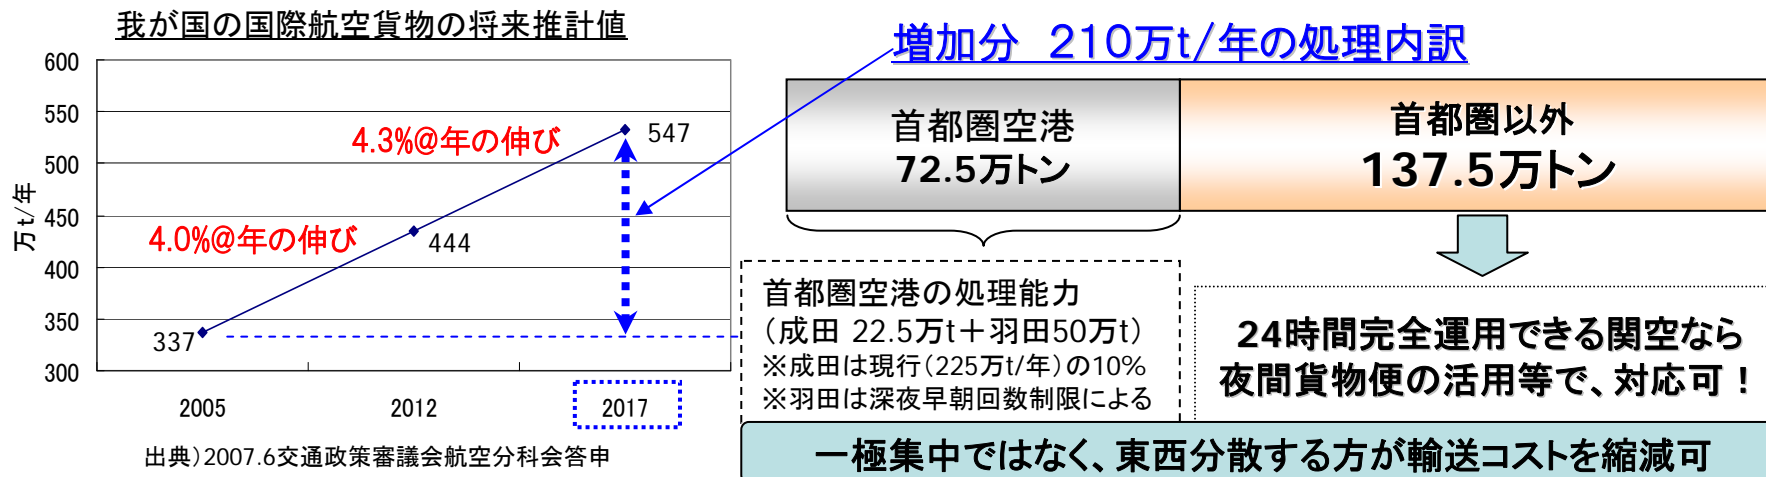 我が国の国際航空貨物の将来推計値
600
550
500
450
400
350
300
万t/年
4.3%@年の伸び
547
4.0%@年の伸び
444
337
2005
2012
2017
出典)2007.6交通政策審議会航空分科会答申
増加分 210万t/年の処理内訳
首都圏空港
72.5万トン
首都圏以外
137.5万トン
首都圏空港の処理能力
(成田 22.5万t+羽田50万t)
※成田は現行(225万t/年)の10%
※羽田は深夜早朝回数制限による
24時間完全運用できる関空なら
夜間貨物便の活用等で、対応可!
一極集中ではなく、東西分散する方が輸送コストを縮減可